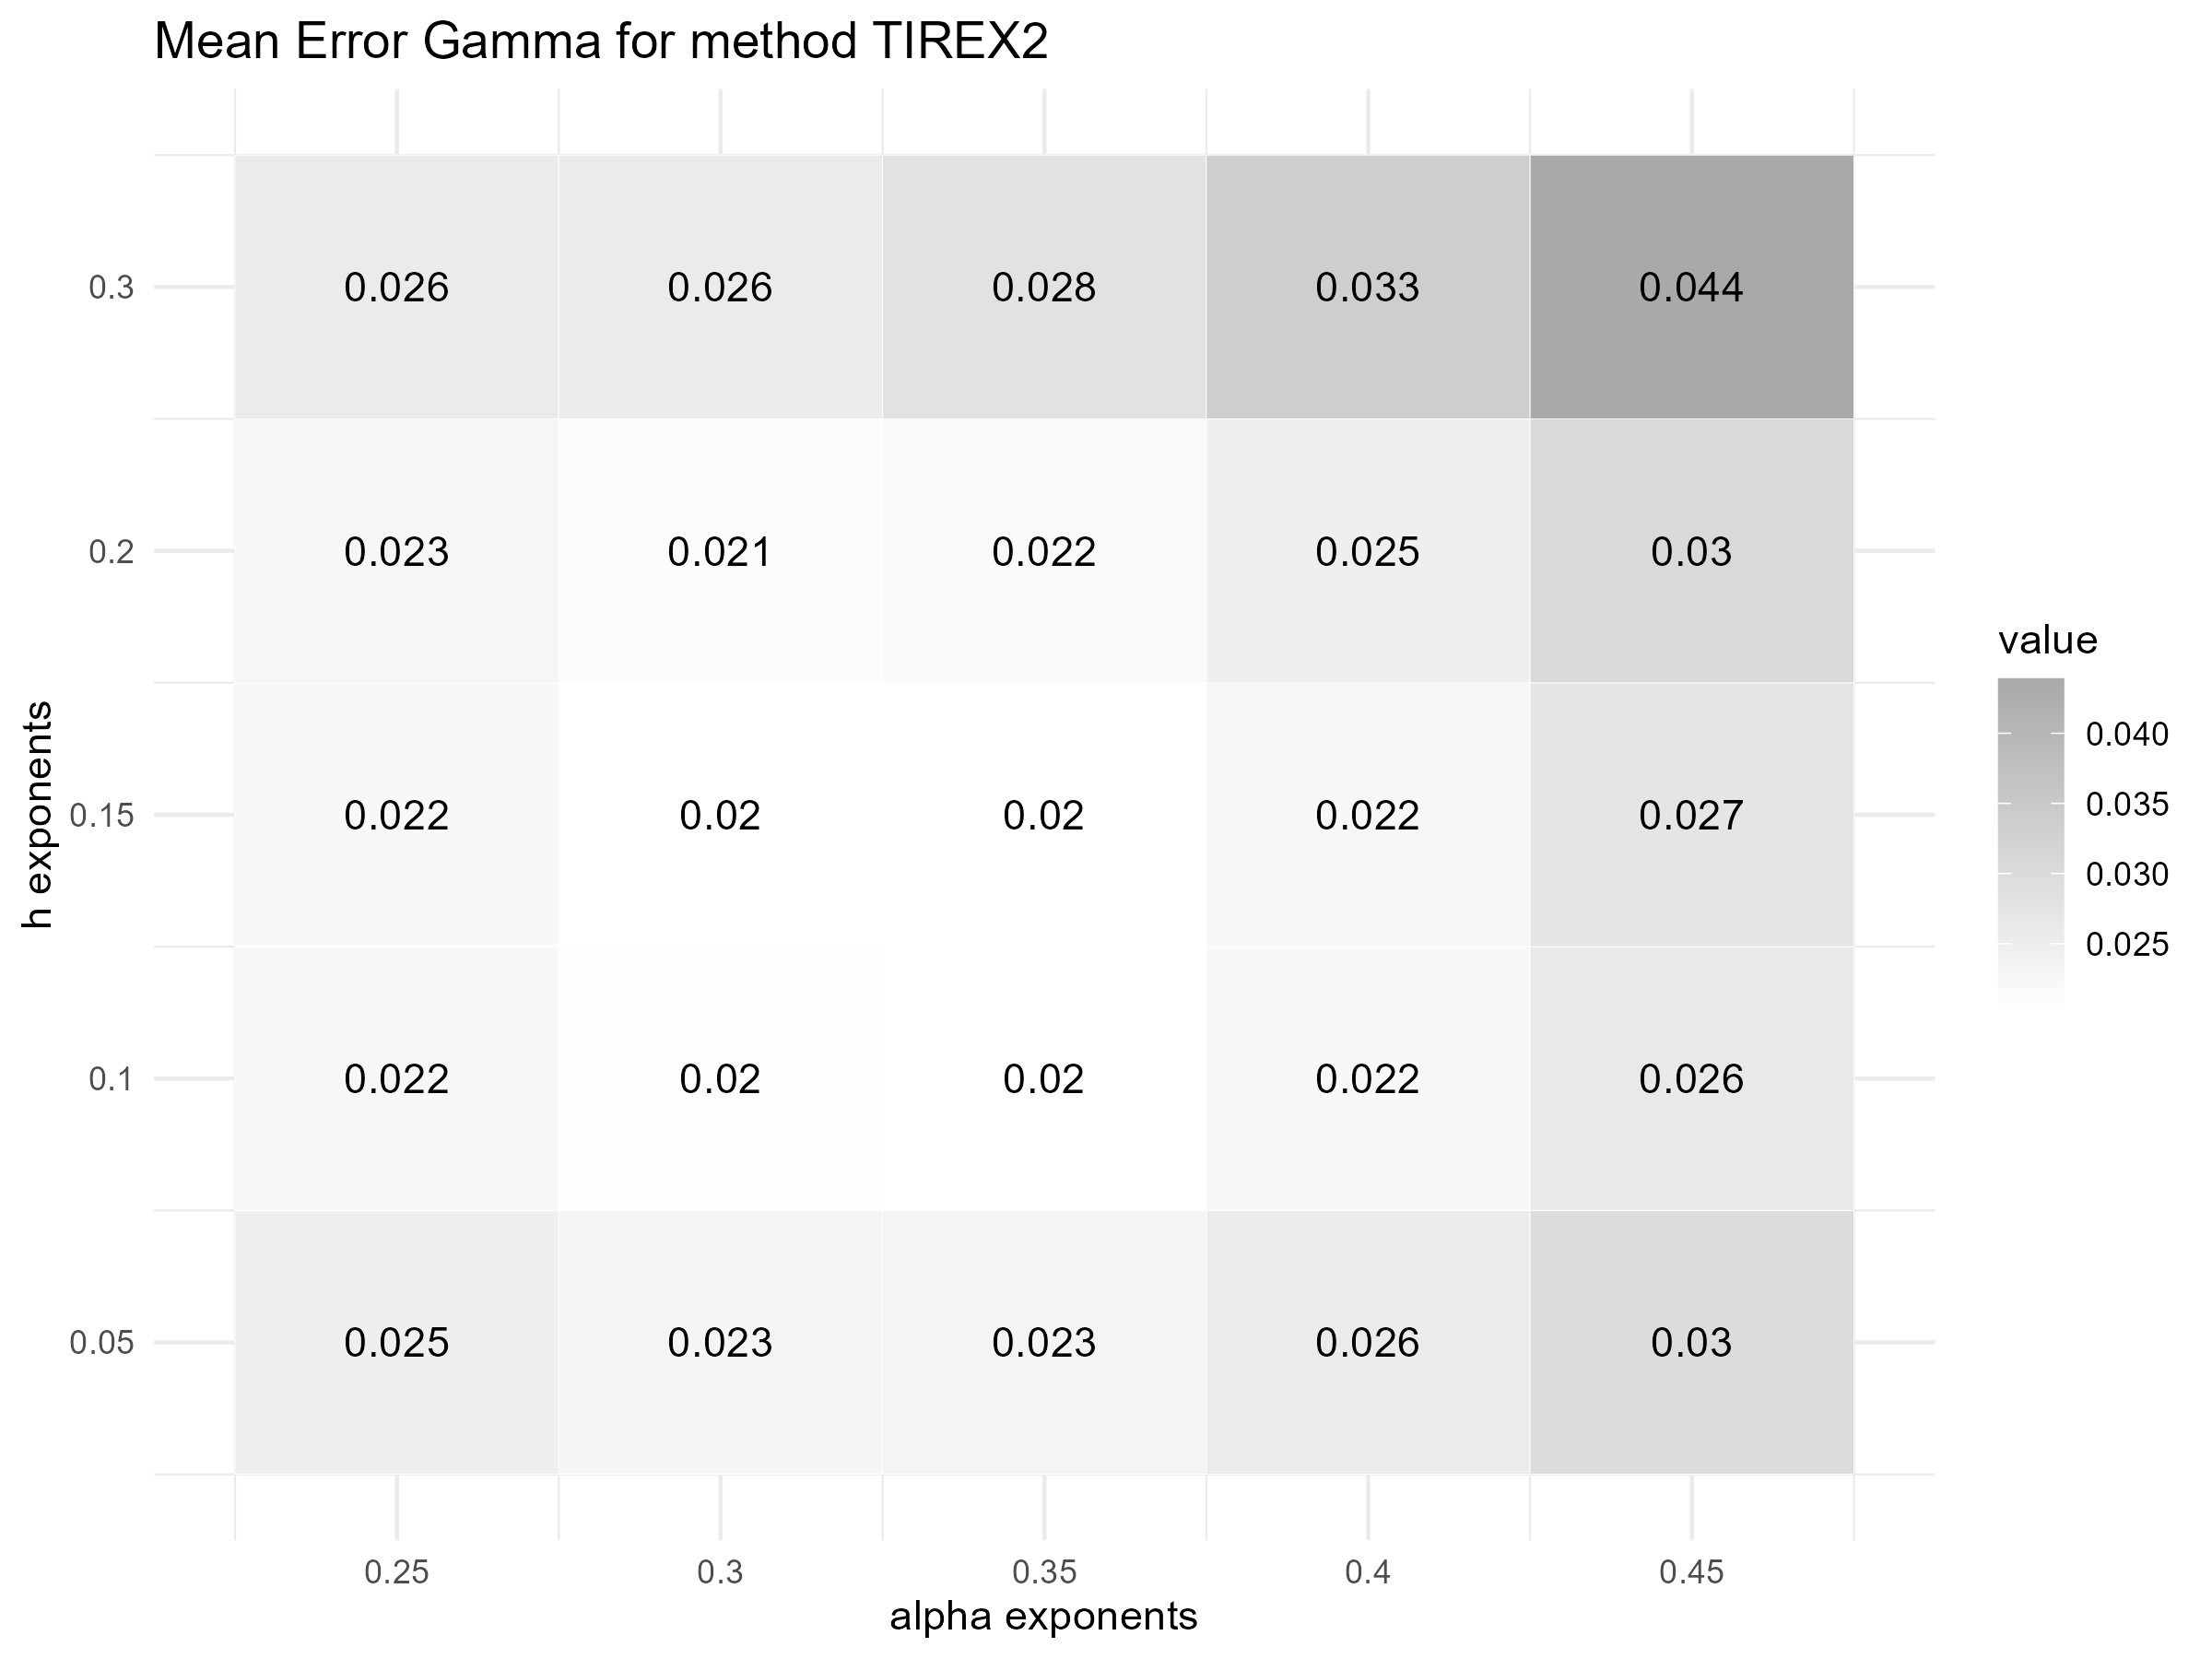 Mean Error Gamma for method TIREX2
0.3 0.026 0.026 0.028 0.033 0.044
0.2 0.023 0.021 0.022 0.025 0.03
0.15 0.022 0.02 0.02 0.022 0.027
0.1 0.022 0.02 0.02 0.022 0.026
0.05 0.025 0.023 0.023 0.026 0.03
0.25 0.3 0.35 0.4 0.45
alpha exponents
h exponents
value
0.040
0.035
0.030
0.025